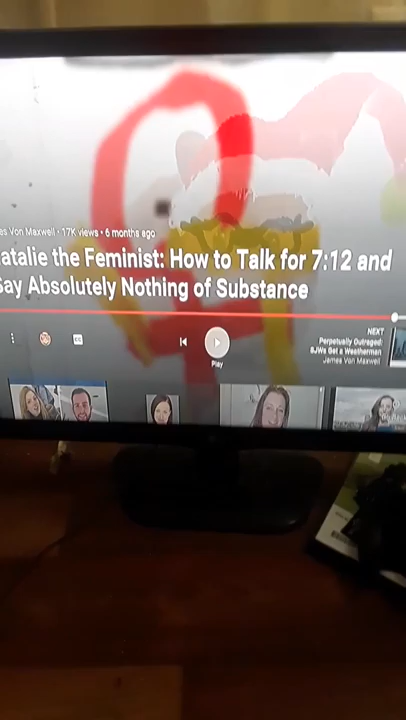 es Von Maxwell • 17K views • 6 months ago
atalie the Feminist: How to Talk for 7:12 and
Say Absolutely Nothing of Substance
NEXT
Perpetually Outraged:
SJWs Get a Weatherman
James Von Maxwell
Play